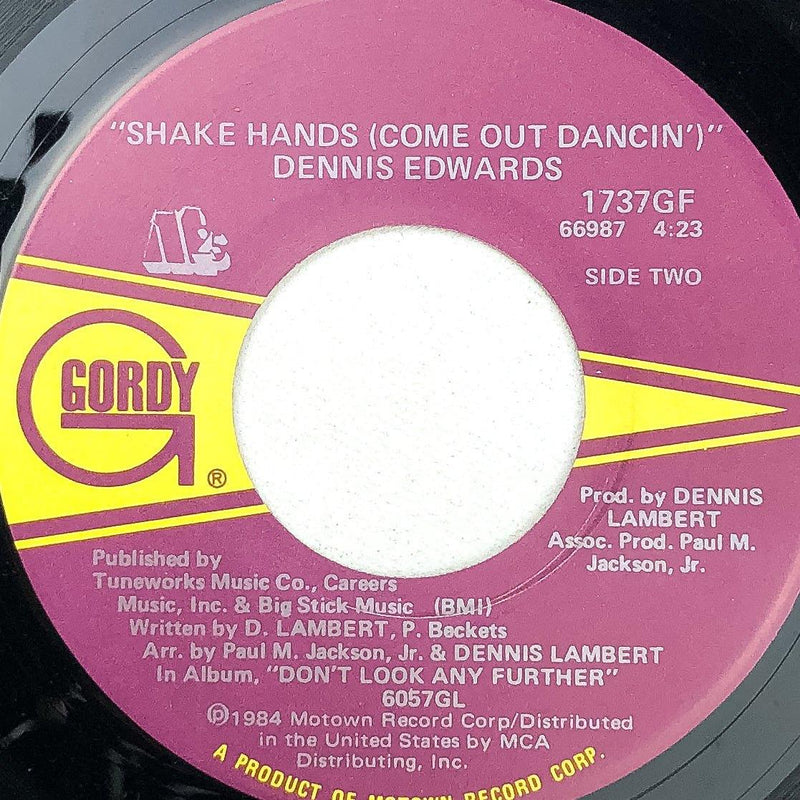 "SHAKE HANDS (COME OUT DANCIN')"
DENNIS EDWARDS
1737GF
66987 4:23
SIDE TWO
GORDY
®
Prod. by DENNIS
LAMBERT
Assoc. Prod. Paul M.
Jackson, Jr.
Published by
Tuneworks Music Co., Careers
Music, Inc. & Big Stick Music (BMI)
Written by D. LAMBERT, P. Beckets
Arr. by Paul M. Jackson, Jr. & DENNIS LAMBERT
In Album, "DON'T LOOK ANY FURTHER"
6057GL
℗1984 Motown Record Corp/Distributed
in the United States by MCA
Distributing, Inc.
A PRODUCT OF MOTOWN RECORD CORP.